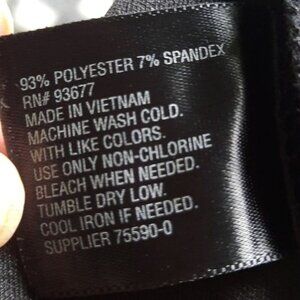 93% POLYESTER 7% SPANDEX
RN# 93677
MADE IN VIETNAM
MACHINE WASH COLD.
WITH LIKE COLORS.
USE ONLY NON-CHLORINE
BLEACH WHEN NEEDED.
TUMBLE DRY LOW.
COOL IRON IF NEEDED.
SUPPLIER 75590-0